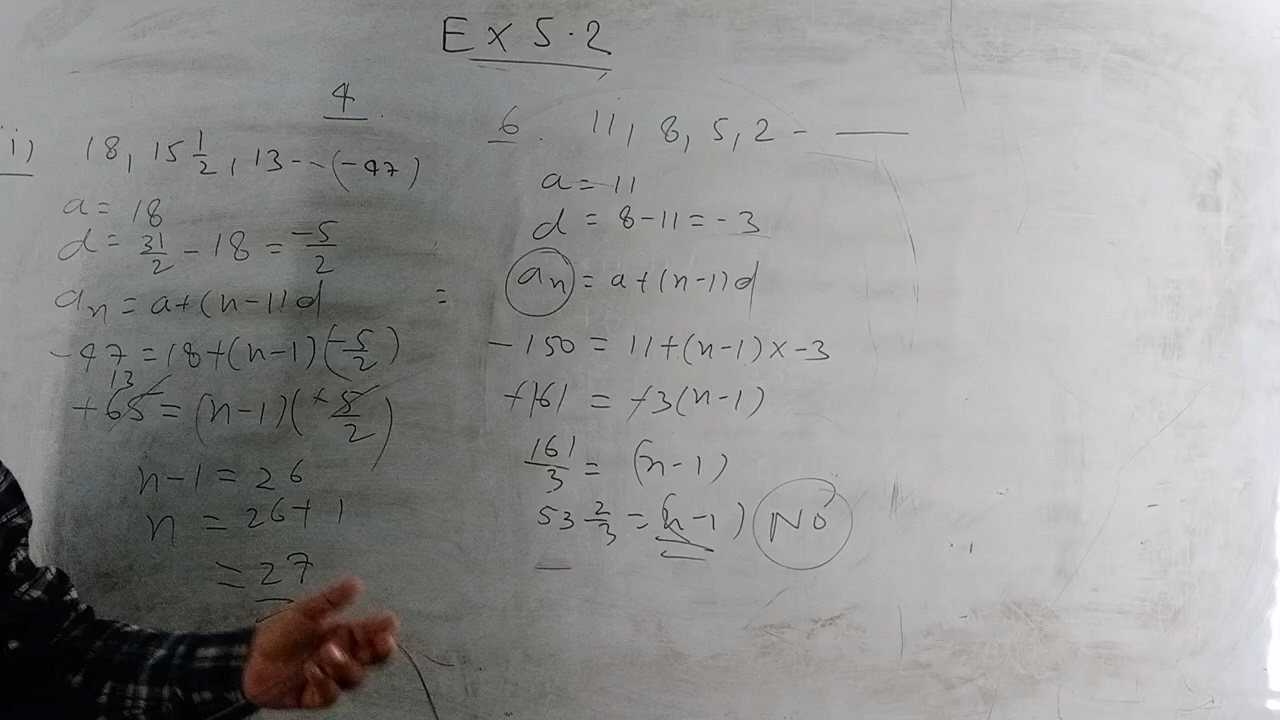 Ex 5.2
4
ii) 18, 15 1/2, 13 -- (-47)
a = 18
d = 31/2 - 18 = -5/2
an = a+(n-1)d =
-47 = 18+(n-1)(-5/2)
13
+65 = (n-1)(+5/2)
n-1 = 26
n = 26+1
= 27
6. 11, 8, 5, 2 - —
a = 11
d = 8-11 = -3
an = a+(n-1)d
-150 = 11+(n-1)×-3
+161 = +3(n-1)
161/3 = (n-1)
53 2/3 = (n-1) No